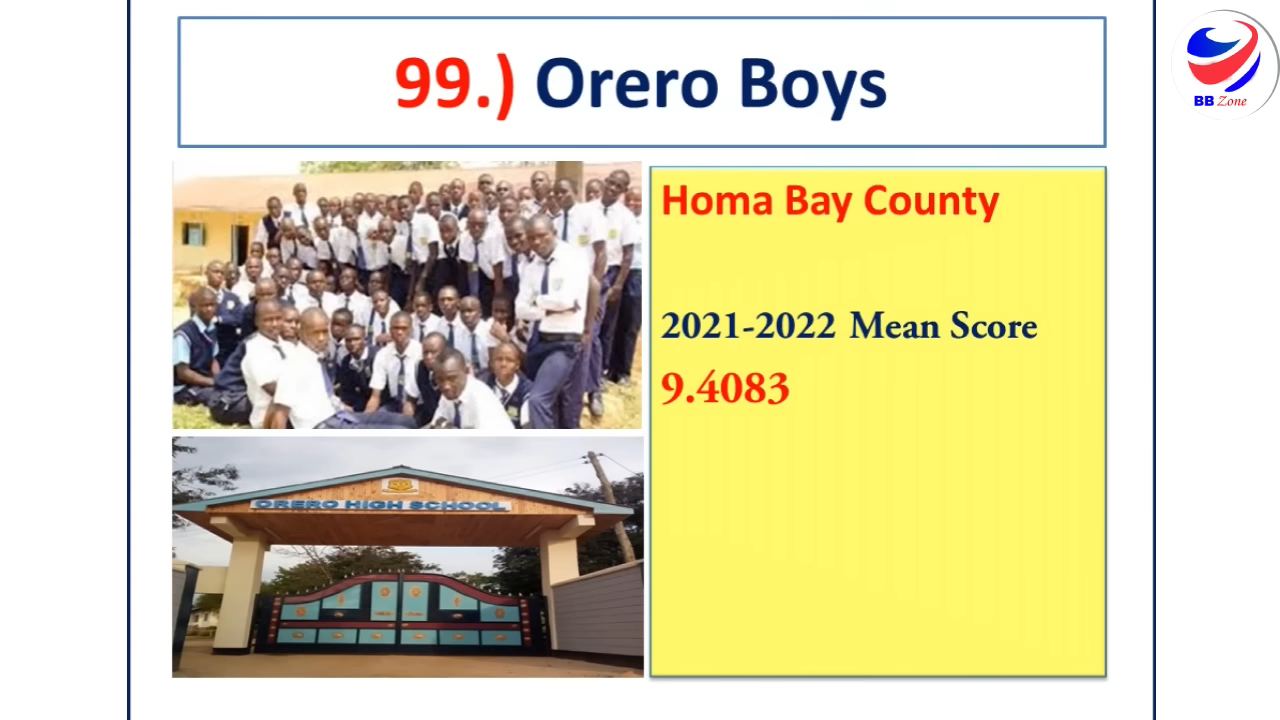 99.) Orero Boys
BB Zone
Homa Bay County
2021-2022 Mean Score
9.4083
ORERO HIGH SCHOOL